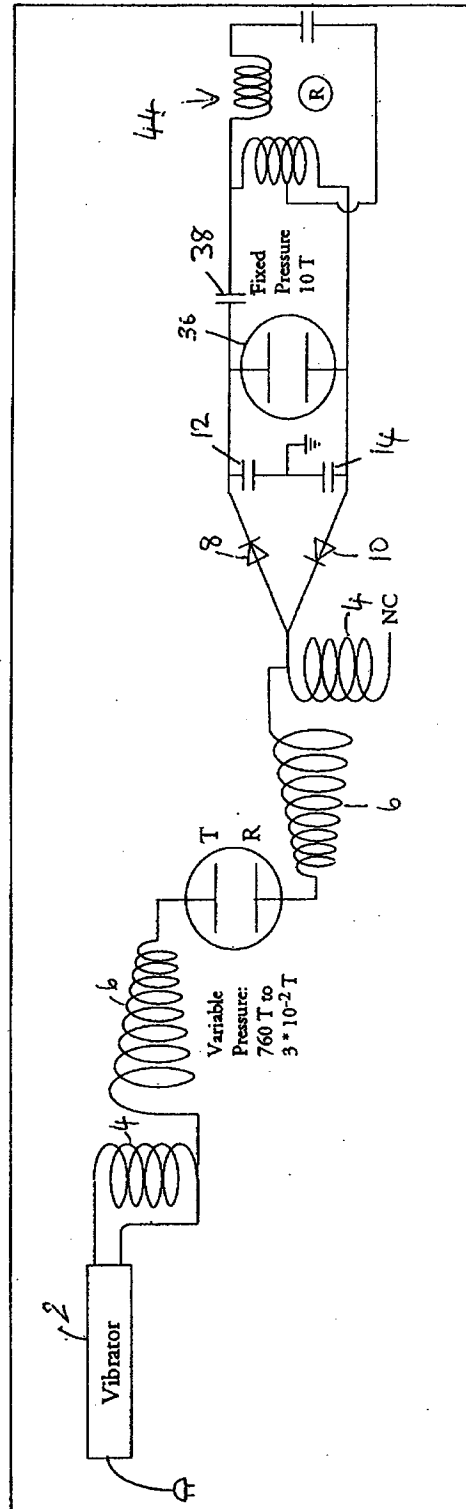 2
Vibrator
4
6
Variable
Pressure:
760 T to
3 * 10⁻² T
T
R
6
4
NC
8
10
12
14
36
38
Fixed
Pressure
10 T
44
R